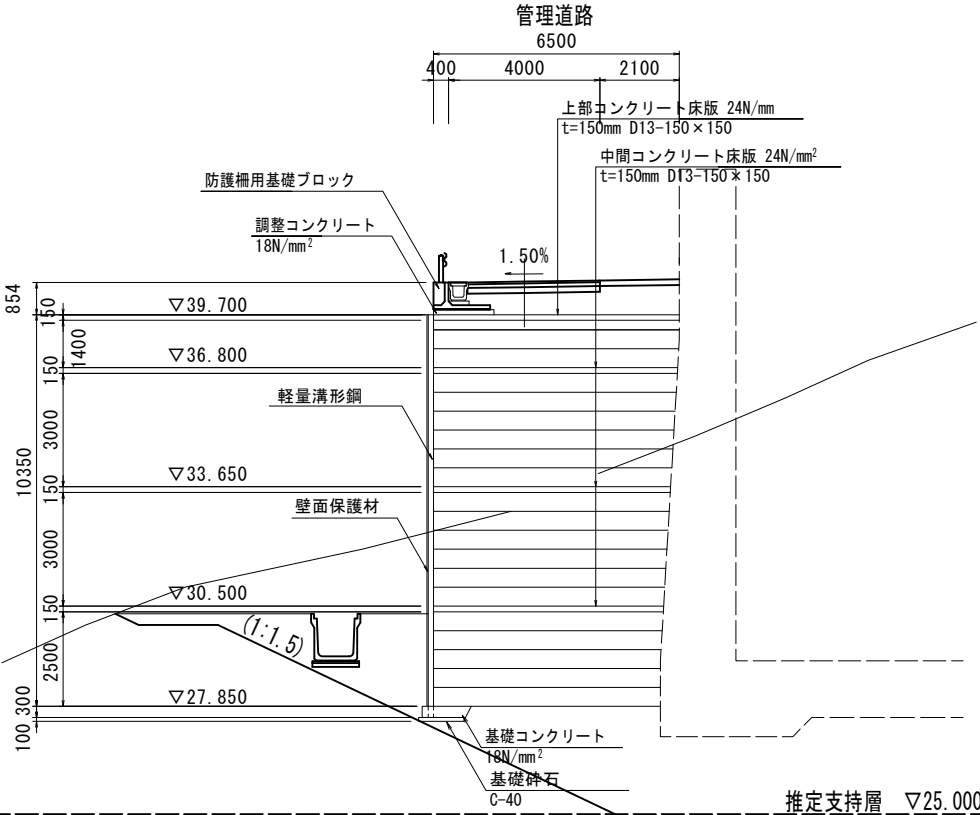 管理道路
6500
400 4000 2100
上部コンクリート床版 24N/mm
t=150mm D13-150×150
中間コンクリート床版 24N/mm²
t=150mm D13-150×150
防護柵用基礎ブロック
調整コンクリート
18N/mm²
1.50%
854
150
▽39.700
1400
▽36.800
150
軽量溝形鋼
3000
10350
▽33.650
150
壁面保護材
3000
▽30.500
150
(1:1.5)
2500
▽27.850
300
100
基礎コンクリート
18N/mm²
基礎砕石
C-40
推定支持層 ▽25.000